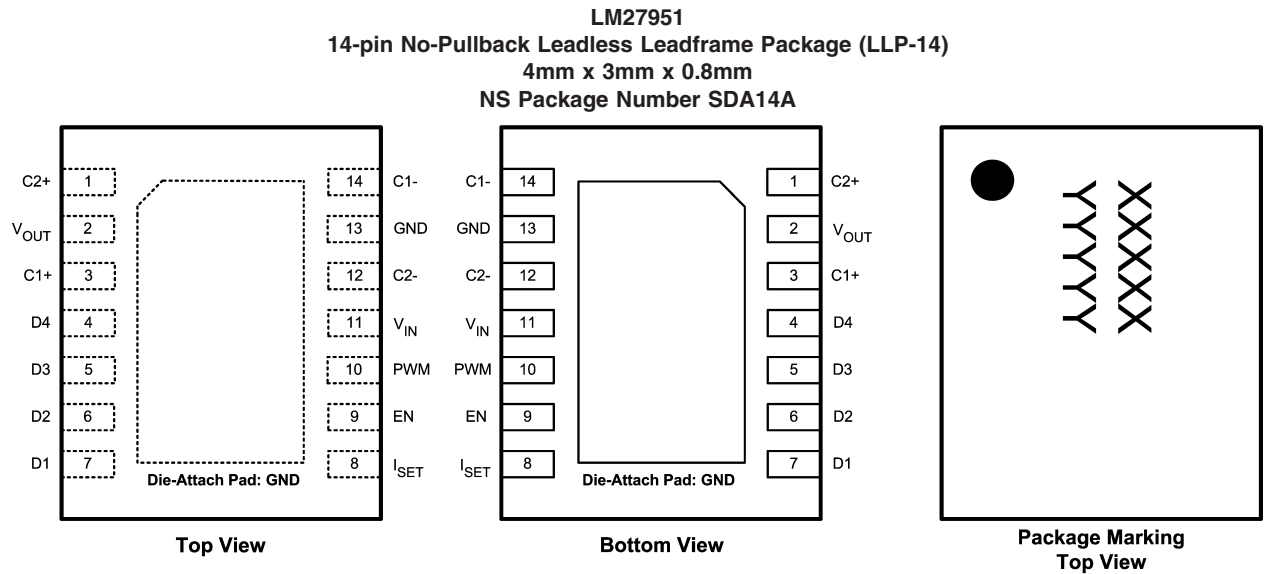 LM27951
14-pin No-Pullback Leadless Leadframe Package (LLP-14)
4mm x 3mm x 0.8mm
NS Package Number SDA14A
C2+ 1 14 C1-
VOUT 2 13 GND
C1+ 3 12 C2-
D4 4 11 VIN
D3 5 10 PWM
D2 6 9 EN
D1 7 8 ISET
Die-Attach Pad: GND
Top View
C1- 14 1 C2+
GND 13 2 VOUT
C2- 12 3 C1+
VIN 11 4 D4
PWM 10 5 D3
EN 9 6 D2
ISET 8 7 D1
Die-Attach Pad: GND
Bottom View
XXXXX
YYYYY
Package Marking
Top View